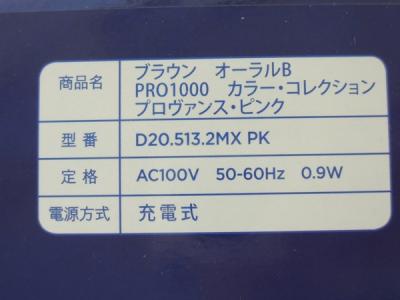 商品名 ブラウン オーラルB
PRO1000 カラー・コレクション
プロヴァンス・ピンク
型番 D20.513.2MX PK
定格 AC100V 50-60Hz 0.9W
電源方式 充電式